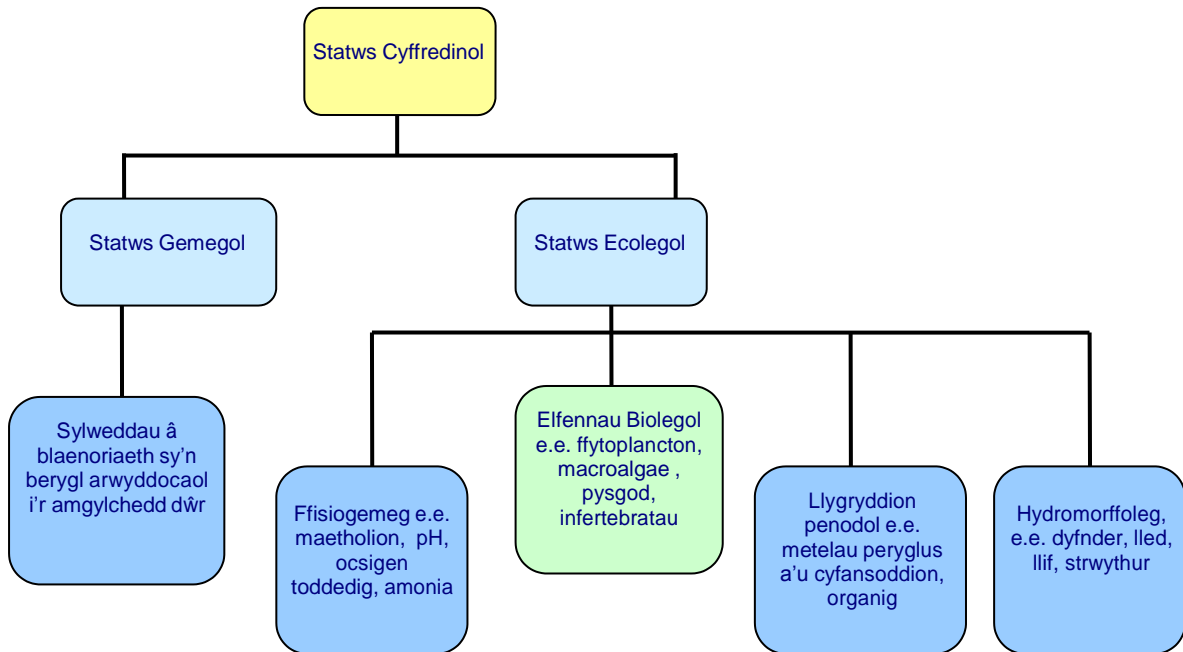 Statws Cyffredinol
Statws Gemegol
Statws Ecolegol
Sylweddau â
blaenoriaeth sy’n
berygl arwyddocaol
i’r amgylchedd dŵr
Ffisiogemeg e.e.
maetholion, pH,
ocsigen
toddedig, amonia
Elfennau Biolegol
e.e. ffytoplancton,
macroalgae ,
pysgod,
infertebratau
Llygryddion
penodol e.e.
metelau peryglus
a’u cyfansoddion,
organig
Hydromorffoleg,
e.e. dyfnder, lled,
llif, strwythur